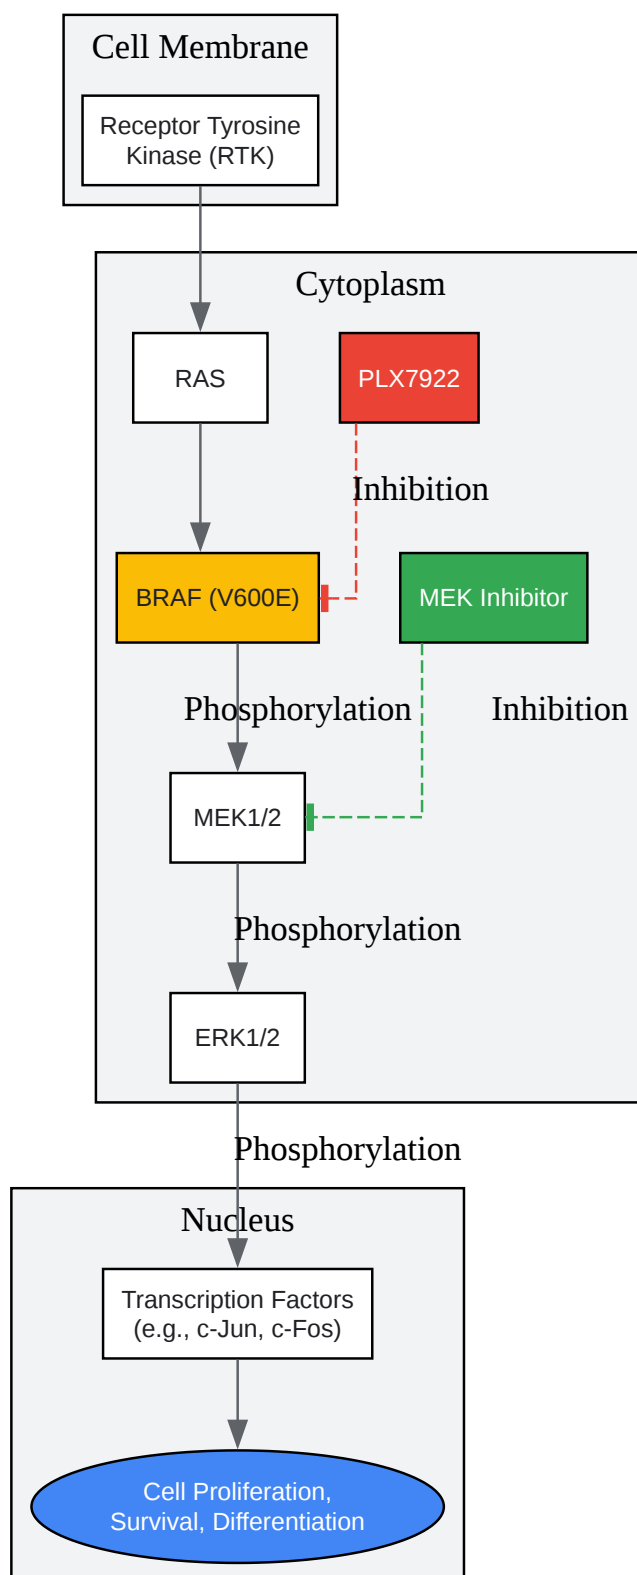 Cell Membrane
Receptor Tyrosine
Kinase (RTK)
Cytoplasm
RAS
PLX7922
Inhibition
BRAF (V600E)
MEK Inhibitor
Phosphorylation
Inhibition
MEK1/2
Phosphorylation
ERK1/2
Phosphorylation
Nucleus
Transcription Factors
(e.g., c-Jun, c-Fos)
Cell Proliferation,
Survival, Differentiation